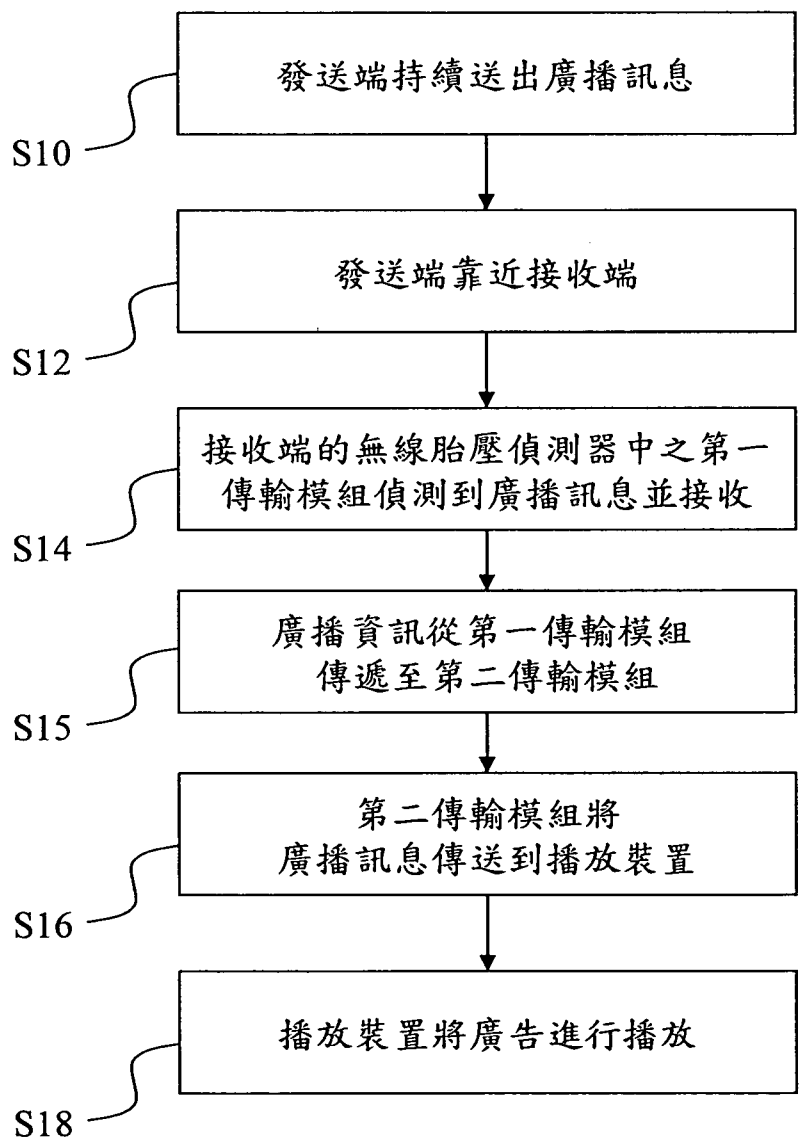 發送端持續送出廣播訊息
S10
發送端靠近接收端
S12
接收端的無線胎壓偵測器中之第一
傳輸模組偵測到廣播訊息並接收
S14
廣播資訊從第一傳輸模組
傳遞至第二傳輸模組
S15
第二傳輸模組將
廣播訊息傳送到播放裝置
S16
播放裝置將廣告進行播放
S18